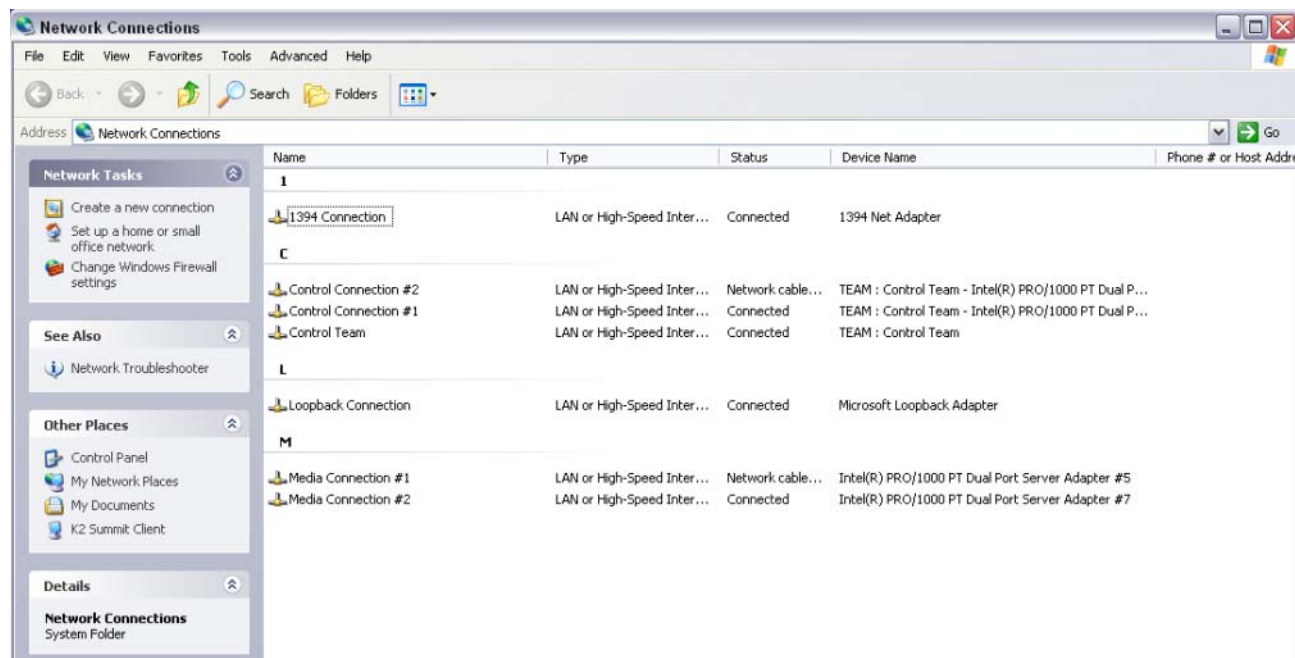 Network Connections
File Edit View Favorites Tools Advanced Help
Back Search Folders
Address Network Connections Go
Name Type Status Device Name Phone # or Host Addre
Network Tasks
Create a new connection
Set up a home or small
office network
Change Windows Firewall
settings
See Also
Network Troubleshooter
Other Places
Control Panel
My Network Places
My Documents
K2 Summit Client
Details
Network Connections
System Folder
1
1394 Connection LAN or High-Speed Inter... Connected 1394 Net Adapter
C
Control Connection #2 LAN or High-Speed Inter... Network cable... TEAM : Control Team - Intel(R) PRO/1000 PT Dual P...
Control Connection #1 LAN or High-Speed Inter... Connected TEAM : Control Team - Intel(R) PRO/1000 PT Dual P...
Control Team LAN or High-Speed Inter... Connected TEAM : Control Team
L
Loopback Connection LAN or High-Speed Inter... Connected Microsoft Loopback Adapter
M
Media Connection #1 LAN or High-Speed Inter... Network cable... Intel(R) PRO/1000 PT Dual Port Server Adapter #5
Media Connection #2 LAN or High-Speed Inter... Connected Intel(R) PRO/1000 PT Dual Port Server Adapter #7